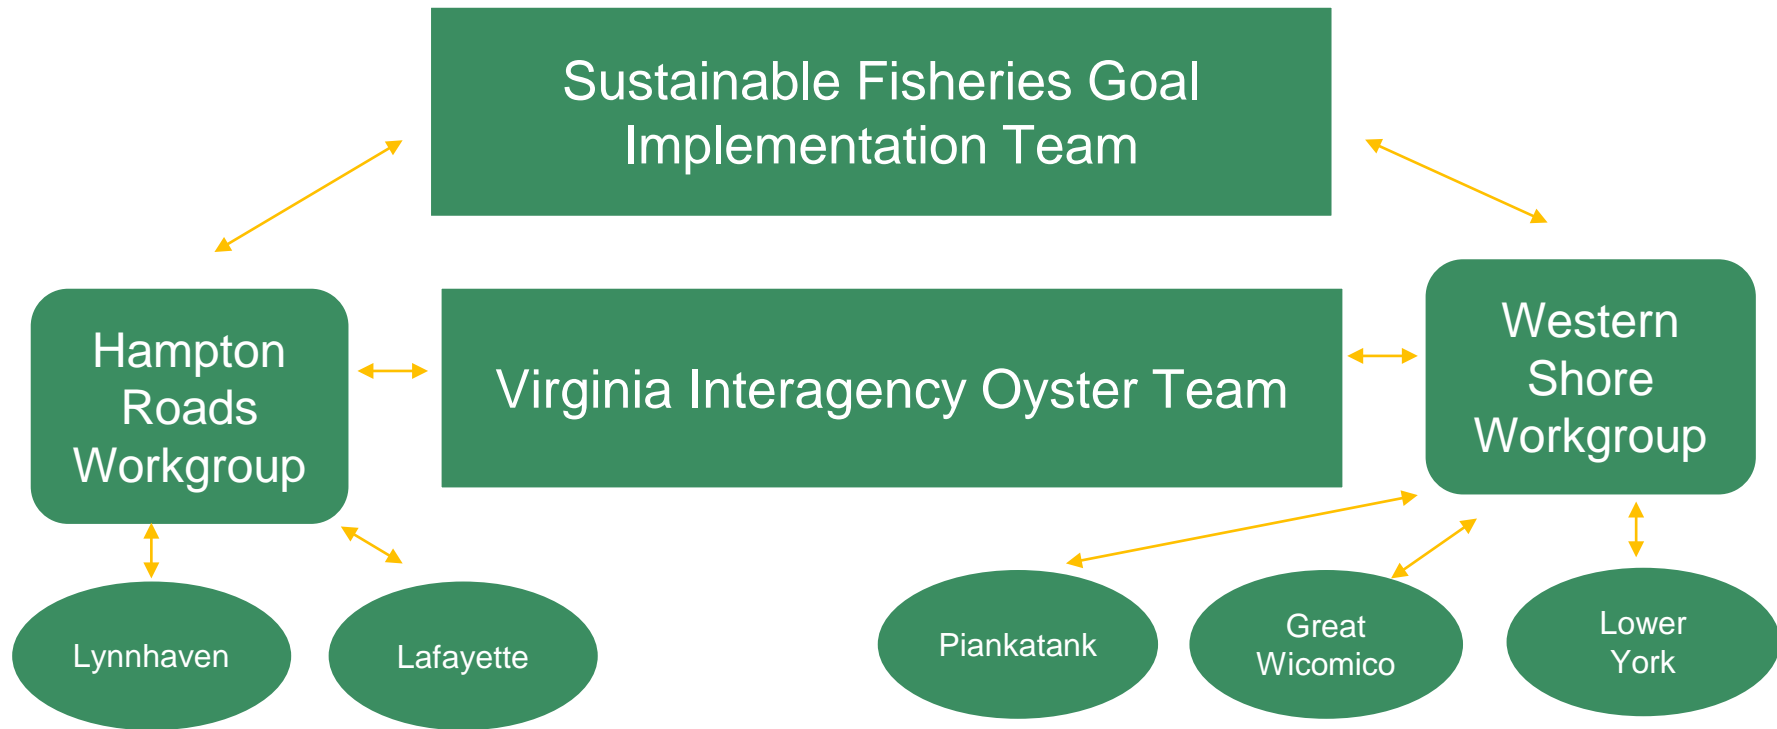 Sustainable Fisheries Goal
Implementation Team
Hampton
Roads
Workgroup
Virginia Interagency Oyster Team
Western
Shore
Workgroup
Lynnhaven
Lafayette
Piankatank
Great
Wicomico
Lower
York